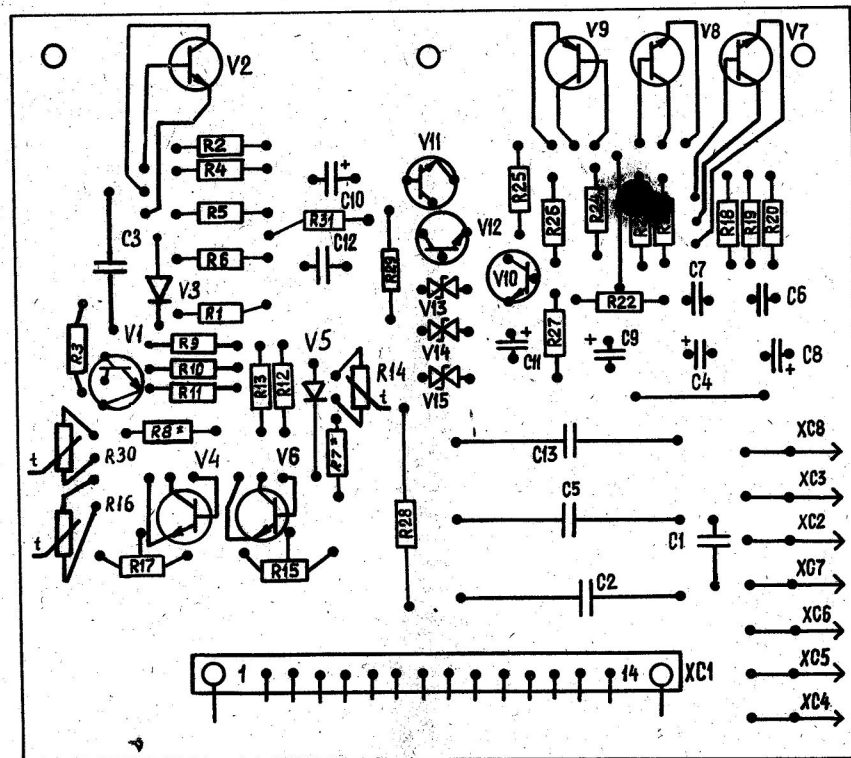 V2
V9
V8
V7
R2
R4
R5
R6
R1
C3
V3
V1
R3
R9
R10
R11
R8*
R13
R12
V5
R14
t
R7*
C10
R31
C12
R29
V11
V12
V10
V13
V14
V15
R25
R26
R24
R22
R27
C11
C9
R18
R19
R20
C7
C6
C4
C8
R30
t
R16
t
V4
V6
R17
R15
R28
C13
C5
C2
C1
XC8
XC3
XC2
XC7
XC6
XC5
XC4
1
14
XC1